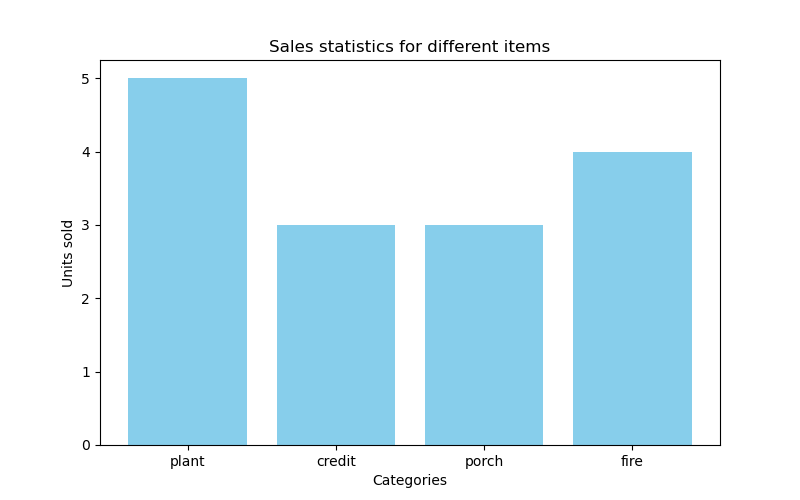 Sales statistics for different items
Units sold
5
4
3
2
1
0
plant credit porch fire
Categories